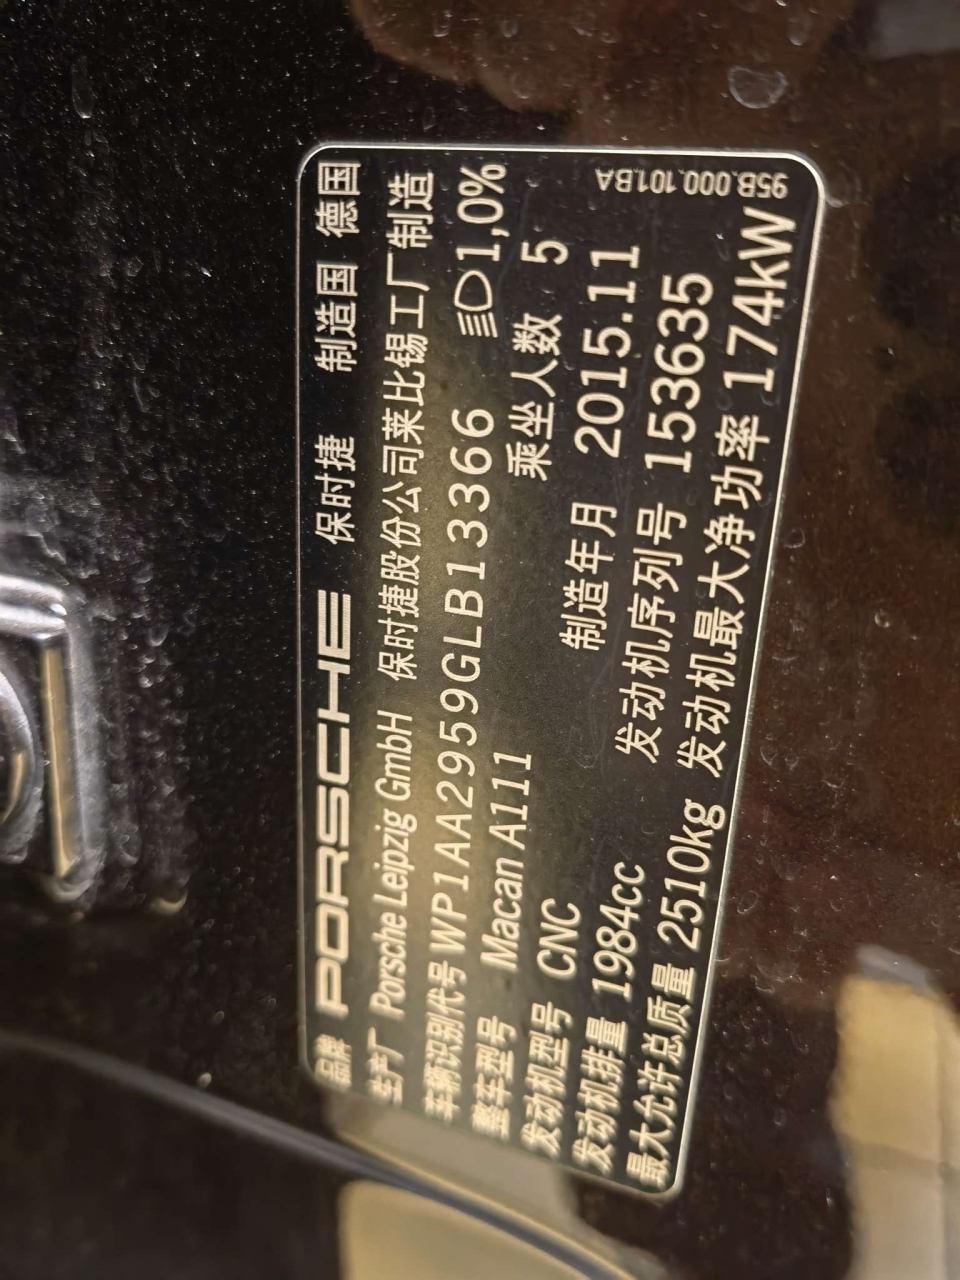 品牌 PORSCHE 保时捷 制造国 德国
生产厂 Porsche Leipzig GmbH 保时捷股份公司莱比锡工厂制造
车辆识别代号 WP1AA2959GLB13366 1,0%
整车型号 Macan A111 乘坐人数 5
发动机型号 CNC 制造年月 2015.11
发动机排量 1984cc 发动机序列号 153635
最大允许总质量 2510kg 发动机最大净功率 174kW
95B.000.101.BA